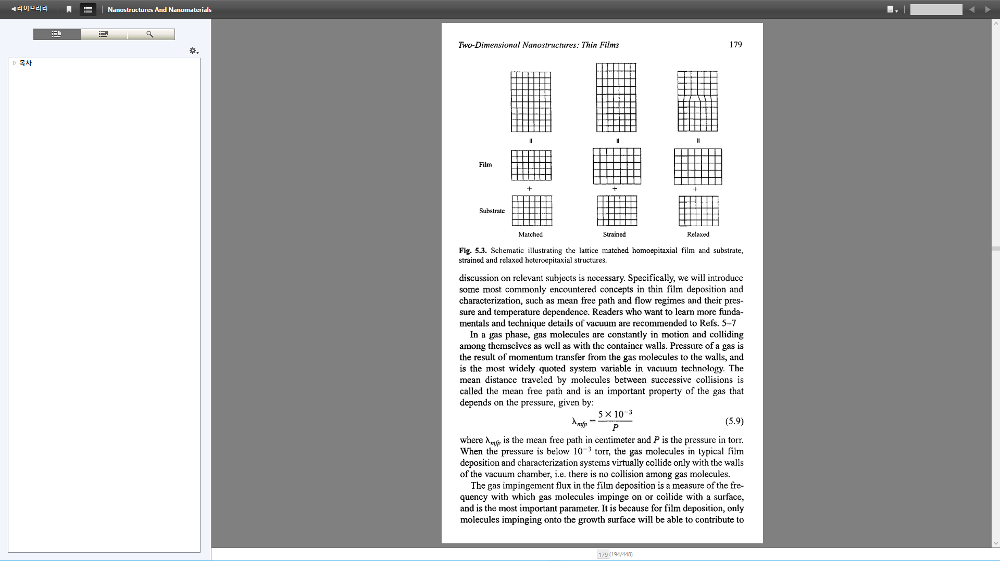 ◀라이브러리
Nanostructures And Nanomaterials
목차
Two-Dimensional Nanostructures: Thin Films 179
=
=
=
Film
+
+
+
Substrate
Matched Strained Relaxed
Fig. 5.3. Schematic illustrating the lattice matched homoepitaxial film and substrate,
strained and relaxed heteroepitaxial structures.
discussion on relevant subjects is necessary. Specifically, we will introduce
some most commonly encountered concepts in thin film deposition and
characterization, such as mean free path and flow regimes and their pres-
sure and temperature dependence. Readers who want to learn more funda-
mentals and technique details of vacuum are recommended to Refs. 5–7
In a gas phase, gas molecules are constantly in motion and colliding
among themselves as well as with the container walls. Pressure of a gas is
the result of momentum transfer from the gas molecules to the walls, and
is the most widely quoted system variable in vacuum technology. The
mean distance traveled by molecules between successive collisions is
called the mean free path and is an important property of the gas that
depends on the pressure, given by:
λmfp = 5 × 10⁻³ / P (5.9)
where λmfp is the mean free path in centimeter and P is the pressure in torr.
When the pressure is below 10⁻³ torr, the gas molecules in typical film
deposition and characterization systems virtually collide only with the walls
of the vacuum chamber, i.e. there is no collision among gas molecules.
The gas impingement flux in the film deposition is a measure of the fre-
quency with which gas molecules impinge on or collide with a surface,
and is the most important parameter. It is because for film deposition, only
molecules impinging onto the growth surface will be able to contribute to
179 (194/448)